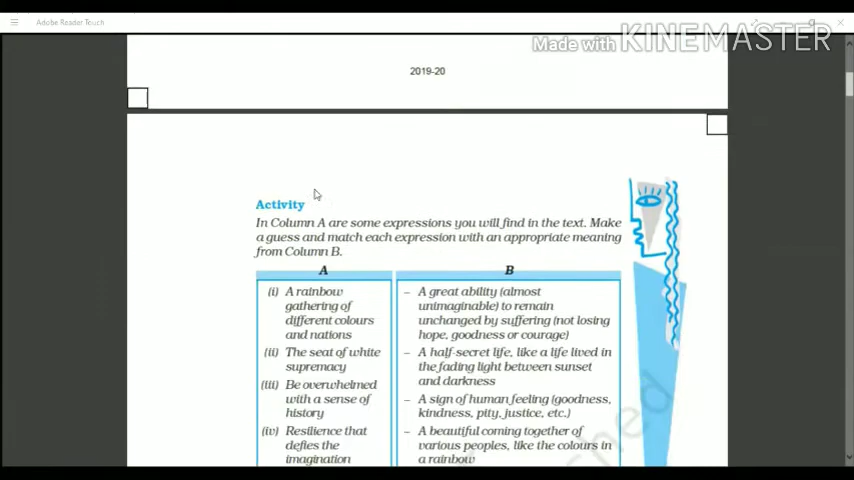 Adobe Reader Touch
Made with KINEMASTER
2019-20
Activity
In Column A are some expressions you will find in the text. Make
a guess and match each expression with an appropriate meaning
from Column B.
A
(i) A rainbow
gathering of
different colours
and nations
(ii) The seat of white
supremacy
(iii) Be overwhelmed
with a sense of
history
(iv) Resilience that
defies the
imagination
B
– A great ability (almost
unimaginable) to remain
unchanged by suffering (not losing
hope, goodness or courage)
– A half-secret life, like a life lived in
the fading light between sunset
and darkness
– A sign of human feeling (goodness,
kindness, pity, justice, etc.)
– A beautiful coming together of
various peoples, like the colours in
a rainbow